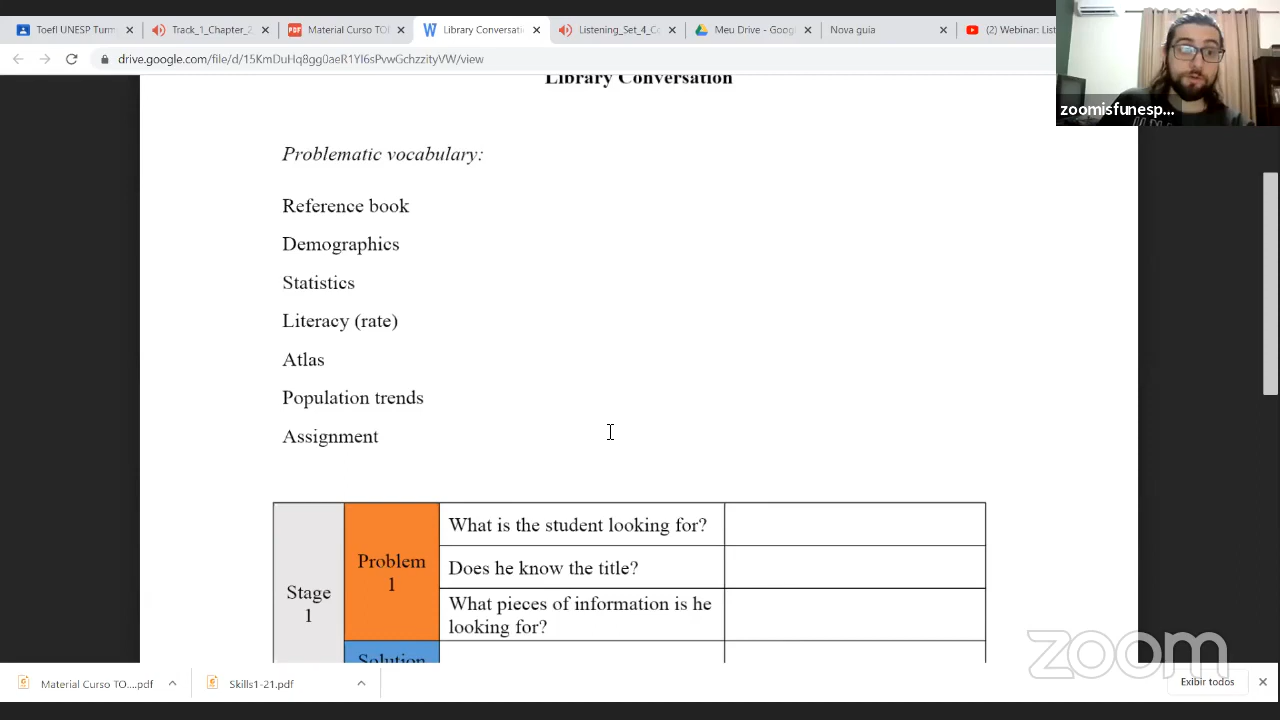 Toefl UNESP Turm
Track_1_Chapter_2
Material Curso TO
Library Conversatio
Listening_Set_4_C
Meu Drive - Goog
Nova guia
(2) Webinar: List
drive.google.com/file/d/15KmDuHq8gg0aeR1YI6sPvwGchzzityVW/view
zoomisfunesp...
Library Conversation
Problematic vocabulary:
Reference book
Demographics
Statistics
Literacy (rate)
Atlas
Population trends
Assignment
Stage
1
Problem
1
What is the student looking for?
Does he know the title?
What pieces of information is he
looking for?
Solution
zoom
Material Curso TO....pdf
Skills1-21.pdf
Exibir todos